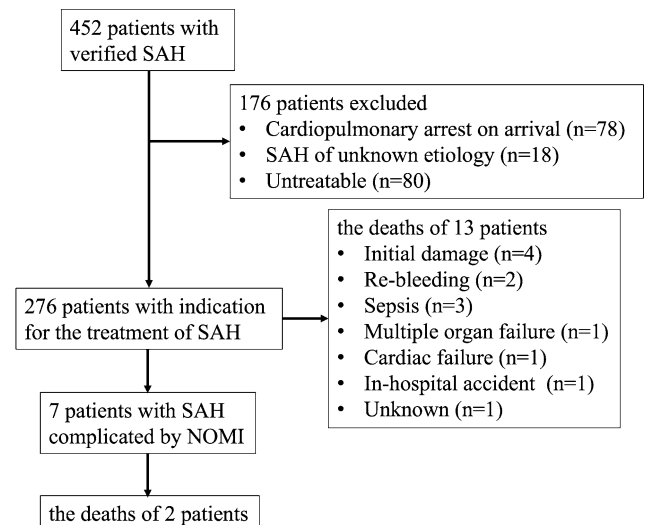 452 patients with
verified SAH
176 patients excluded
• Cardiopulmonary arrest on arrival (n=78)
• SAH of unknown etiology (n=18)
• Untreatable (n=80)
the deaths of 13 patients
• Initial damage (n=4)
• Re-bleeding (n=2)
• Sepsis (n=3)
• Multiple organ failure (n=1)
• Cardiac failure (n=1)
• In-hospital accident (n=1)
• Unknown (n=1)
276 patients with indication
for the treatment of SAH
7 patients with SAH
complicated by NOMI
the deaths of 2 patients